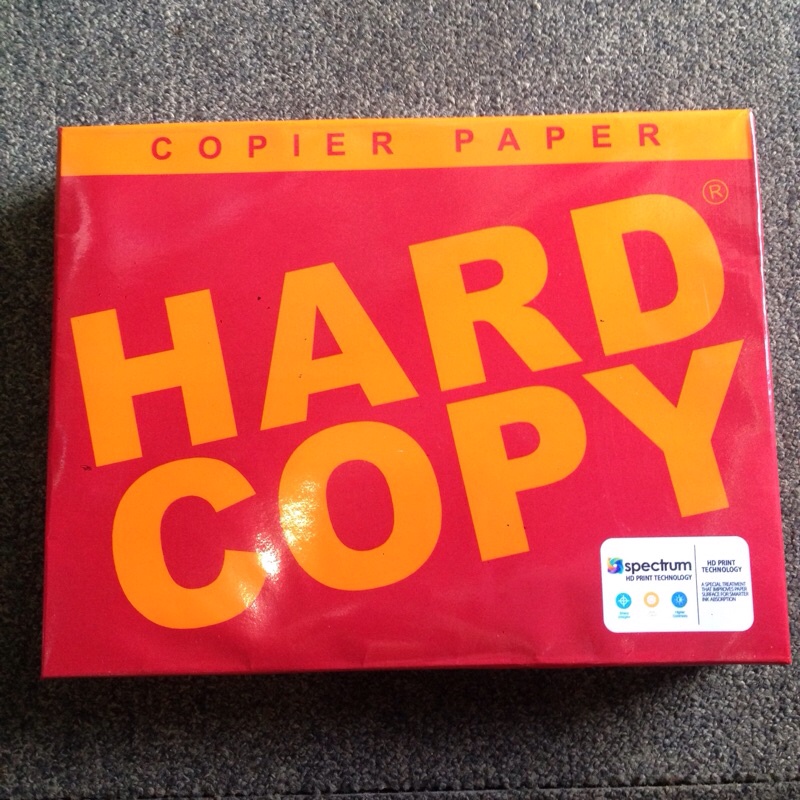 COPIER PAPER
HARD®
COPY
spectrum
HD PRINT TECHNOLOGY
HD PRINT
TECHNOLOGY
A SPECIAL TREATMENT
THAT IMPROVES PAPER
SURFACE FOR SMARTER
INK ABSORPTION